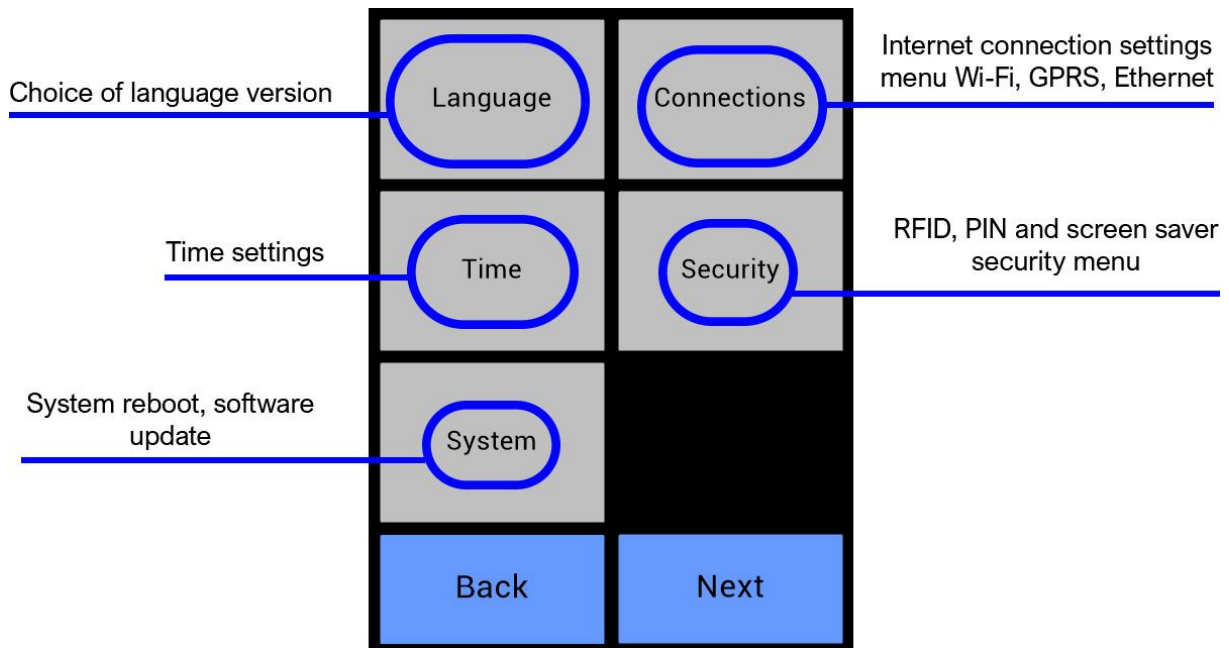 Choice of language version
Language
Connections
Internet connection settings
menu Wi-Fi, GPRS, Ethernet
Time settings
Time
Security
RFID, PIN and screen saver
security menu
System reboot, software
update
System
Back
Next